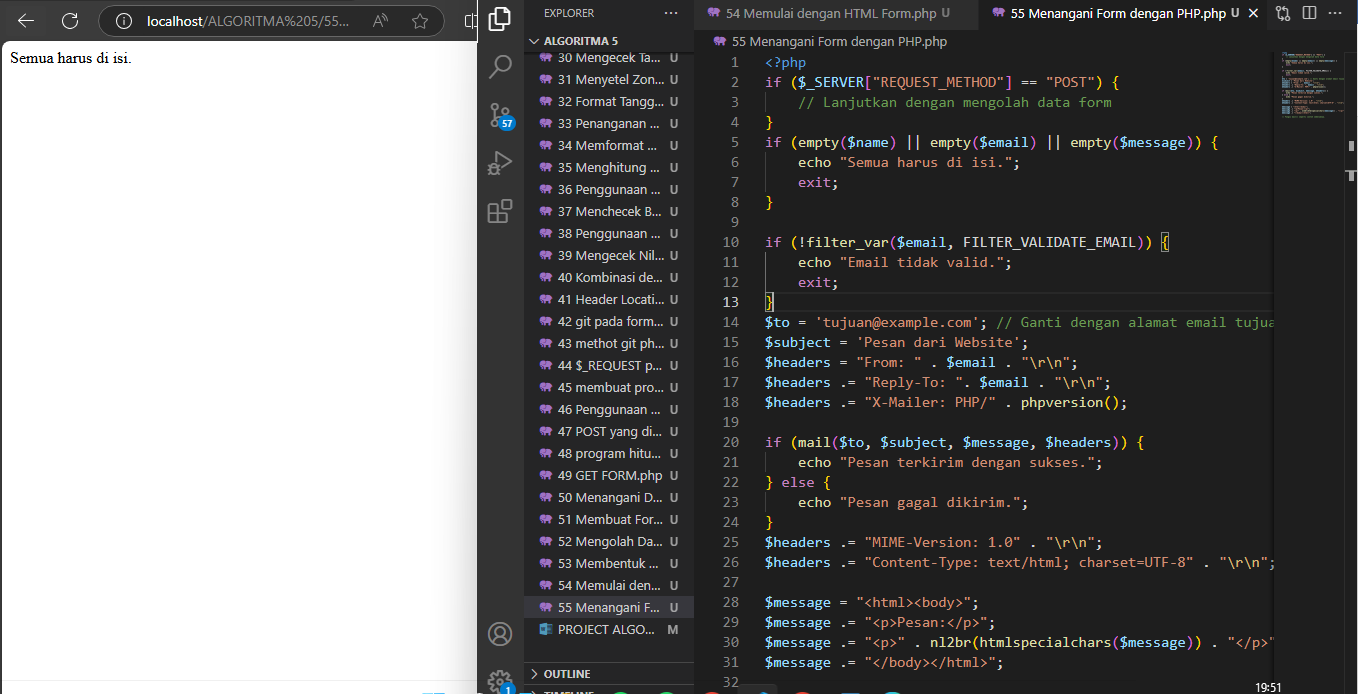 localhost/ALGORITMA%205/55...
Semua harus di isi.
EXPLORER
ALGORITMA 5
30 Mengecek Ta... U
31 Menyetel Zon... U
32 Format Tangg... U
33 Penanganan ... U
34 Memformat ... U
35 Menghitung ... U
36 Penggunaan ... U
37 Menchecek B... U
38 Penggunaan ... U
39 Mengecek Nil... U
40 Kombinasi de... U
41 Header Locati... U
42 git pada form... U
43 methot git ph... U
44 $_REQUEST p... U
45 membuat pro... U
46 Penggunaan ... U
47 POST yang di... U
48 program hitu... U
49 GET FORM.php U
50 Menangani D... U
51 Membuat For... U
52 Mengolah Da... U
53 Membentuk ... U
54 Memulai den... U
55 Menangani F... U
PROJECT ALGO... M
OUTLINE
TIMELINE
57
1
54 Memulai dengan HTML Form.php U
55 Menangani Form dengan PHP.php U
55 Menangani Form dengan PHP.php
1 <?php
2 if ($_SERVER["REQUEST_METHOD"] == "POST") {
3 // Lanjutkan dengan mengolah data form
4 }
5 if (empty($name) || empty($email) || empty($message)) {
6 echo "Semua harus di isi.";
7 exit;
8 }
9
10 if (!filter_var($email, FILTER_VALIDATE_EMAIL)) {
11 echo "Email tidak valid.";
12 exit;
13 }
14 $to = 'tujuan@example.com'; // Ganti dengan alamat email tujua
15 $subject = 'Pesan dari Website';
16 $headers = "From: " . $email . "\r\n";
17 $headers .= "Reply-To: ". $email . "\r\n";
18 $headers .= "X-Mailer: PHP/" . phpversion();
19
20 if (mail($to, $subject, $message, $headers)) {
21 echo "Pesan terkirim dengan sukses.";
22 } else {
23 echo "Pesan gagal dikirim.";
24 }
25 $headers .= "MIME-Version: 1.0" . "\r\n";
26 $headers .= "Content-Type: text/html; charset=UTF-8" . "\r\n";
27
28 $message = "<html><body>";
29 $message .= "<p>Pesan:</p>";
30 $message .= "<p>" . nl2br(htmlspecialchars($message)) . "</p>"
31 $message .= "</body></html>";
32
19:51